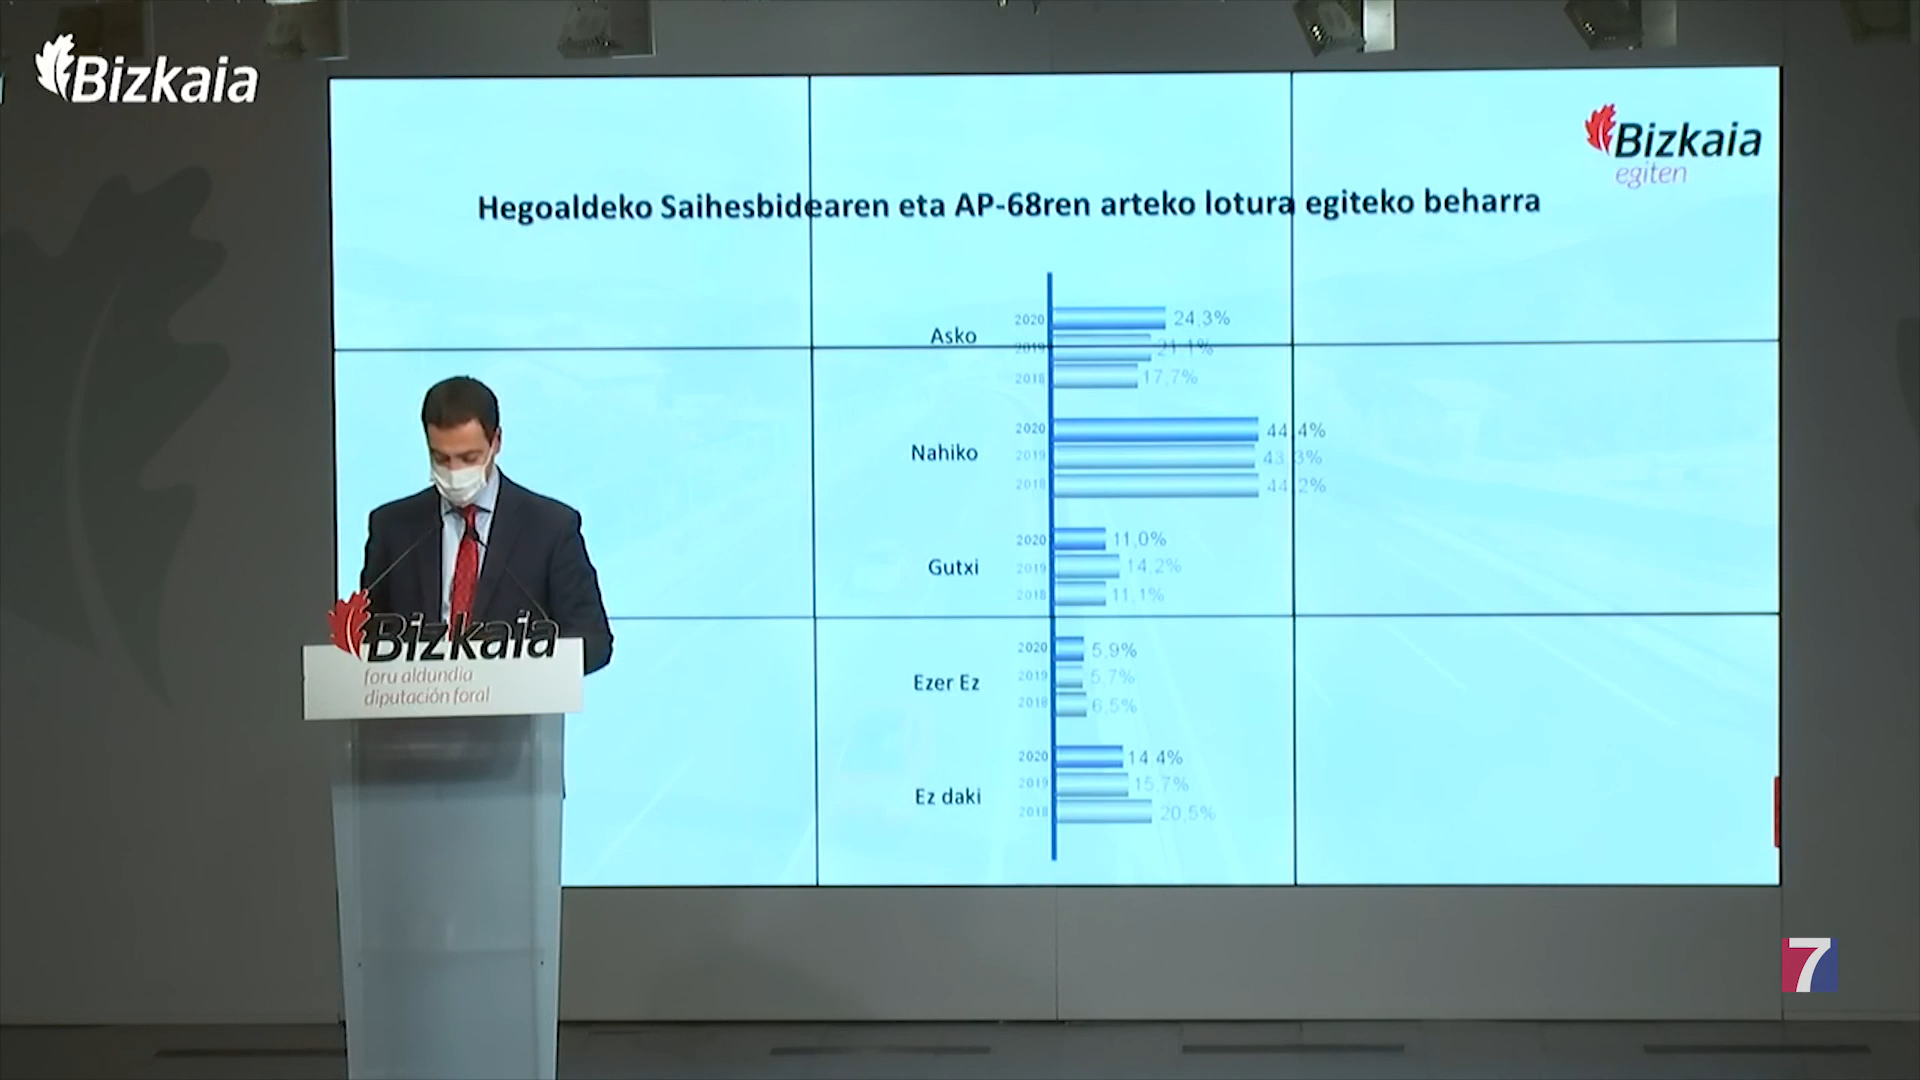 Bizkaia
Bizkaia
egiten
Hegoaldeko Saihesbidearen eta AP-68ren arteko lotura egiteko beharra
Asko
2020 24,3%
2019 21,1%
2018 17,7%
Nahiko
2020 44,4%
2019 43,3%
2018 44,2%
Gutxi
2020 11,0%
2019 14,2%
2018 11,1%
Ezer Ez
2020 5,9%
2019 5,7%
2018 6,5%
Ez daki
2020 14,4%
2019 15,7%
2018 20,5%
Bizkaia
foru aldundia
diputación foral
7